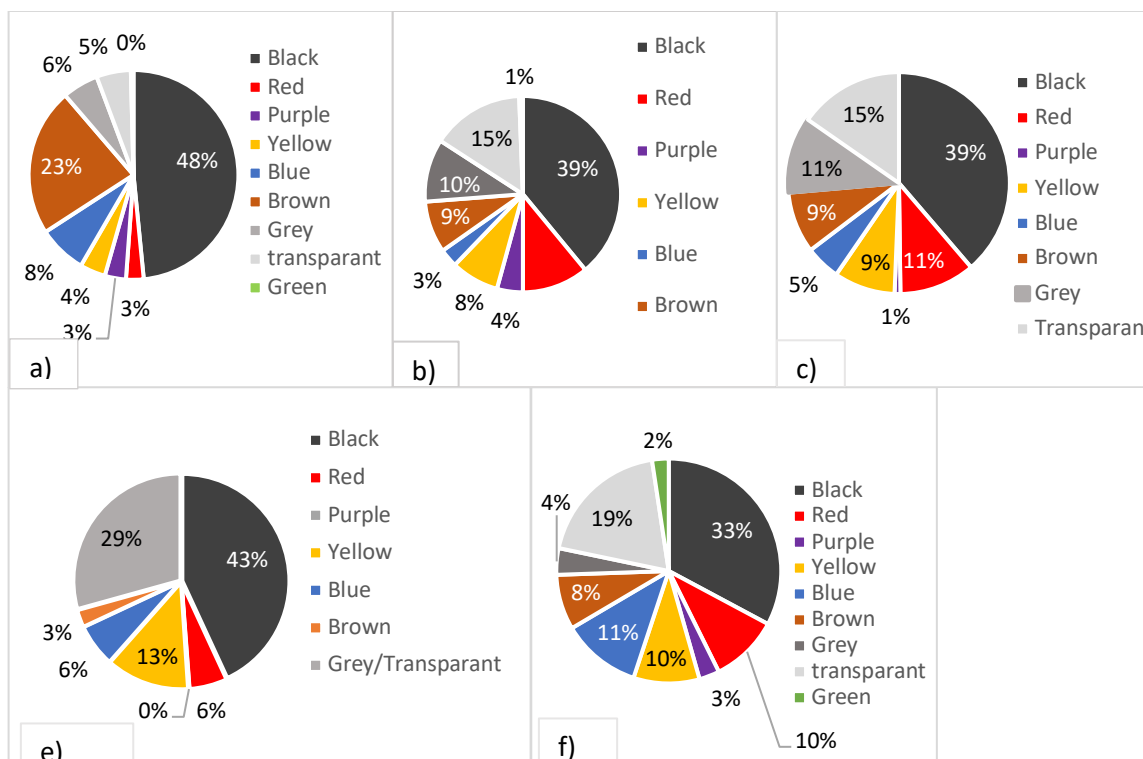 6% 5% 0%
23%
48%
8%
4%
3%
3%
Black
Red
Purple
Yellow
Blue
Brown
Grey
transparant
Green
a)
1%
15%
39%
10%
9%
3%
8%
4%
Black
Red
Purple
Yellow
Blue
Brown
b)
15%
39%
11%
9%
5%
9%
11%
1%
Black
Red
Purple
Yellow
Blue
Brown
Grey
Transparant
c)
29%
43%
3%
6%
13%
0%
6%
Black
Red
Purple
Yellow
Blue
Brown
Grey/Transparant
e)
2%
4%
19%
33%
8%
11%
10%
3%
10%
Black
Red
Purple
Yellow
Blue
Brown
Grey
transparant
Green
f)